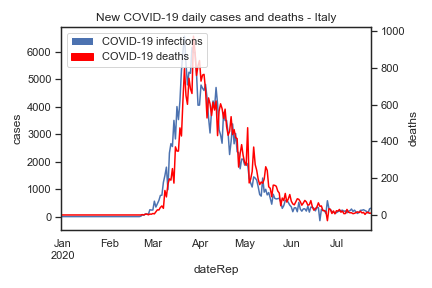 New COVID-19 daily cases and deaths - Italy
COVID-19 infections
COVID-19 deaths
6000
5000
4000
3000
2000
1000
0
cases
1000
800
600
400
200
0
deaths
Jan Feb Mar Apr May Jun Jul
2020
dateRep